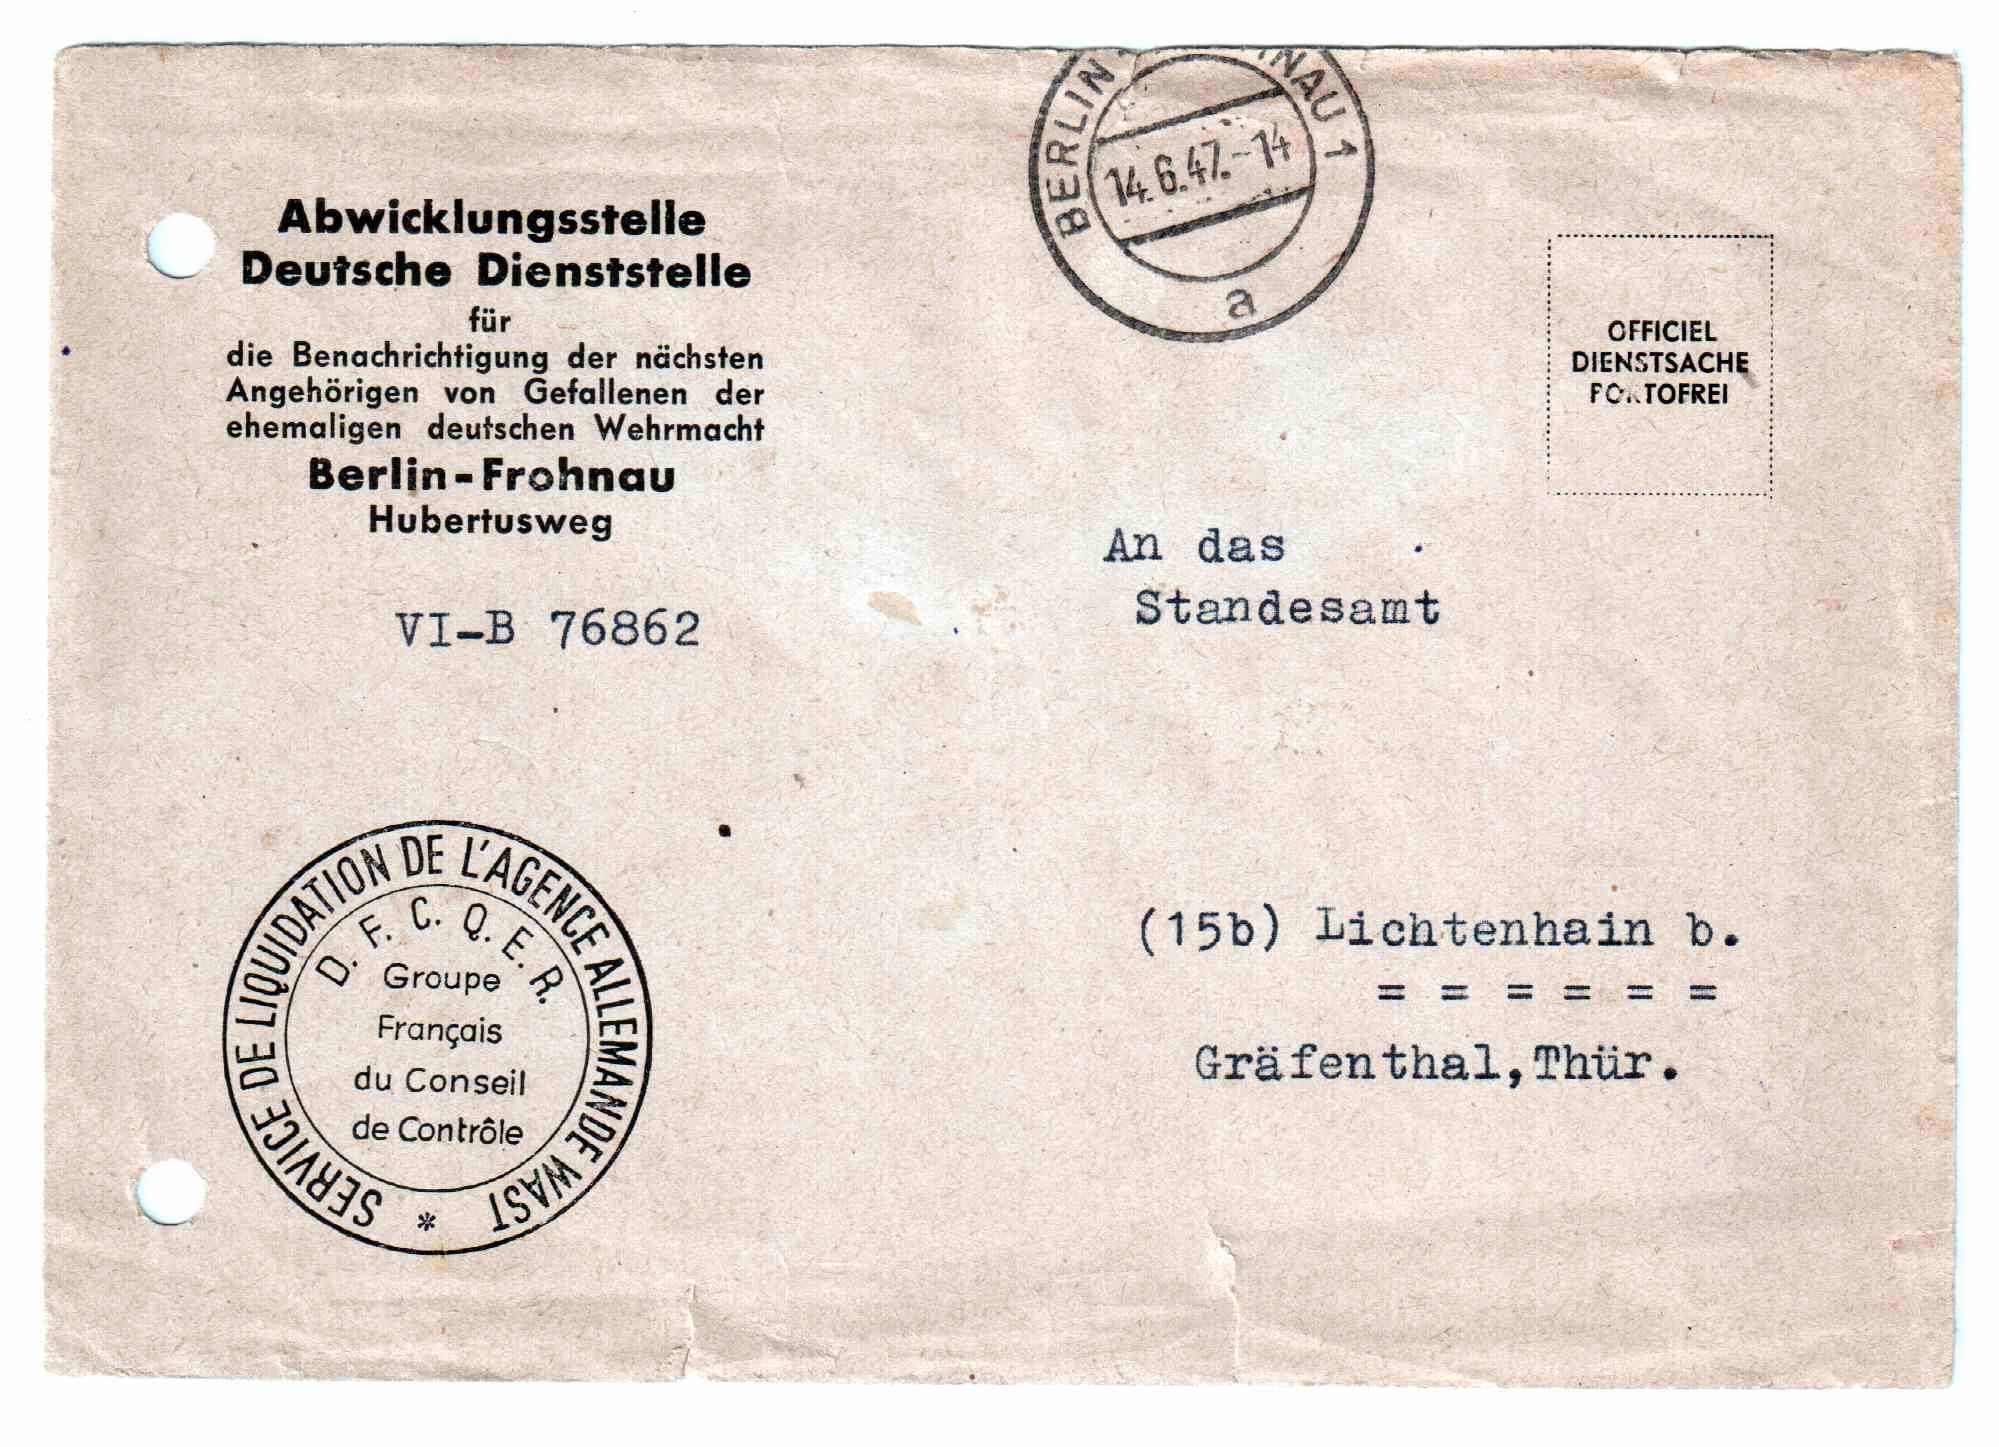 Abwicklungsstelle
Deutsche Dienststelle
für
die Benachrichtigung der nächsten
Angehörigen von Gefallenen der
ehemaligen deutschen Wehrmacht
Berlin-Frohnau
Hubertusweg
VI-B 76862
BERLIN NAU 1
14.6.47.-14
a
OFFICIEL
DIENSTSACHE
PORTOFREI
An das
Standesamt
(15b) Lichtenhain b.
= = = = = =
Gräfenthal,Thür.
SERVICE DE LIQUIDATION DE L'AGENCE ALLEMANDE WAST *
D. F. C. Q. E. R.
Groupe
Français
du Conseil
de Contrôle